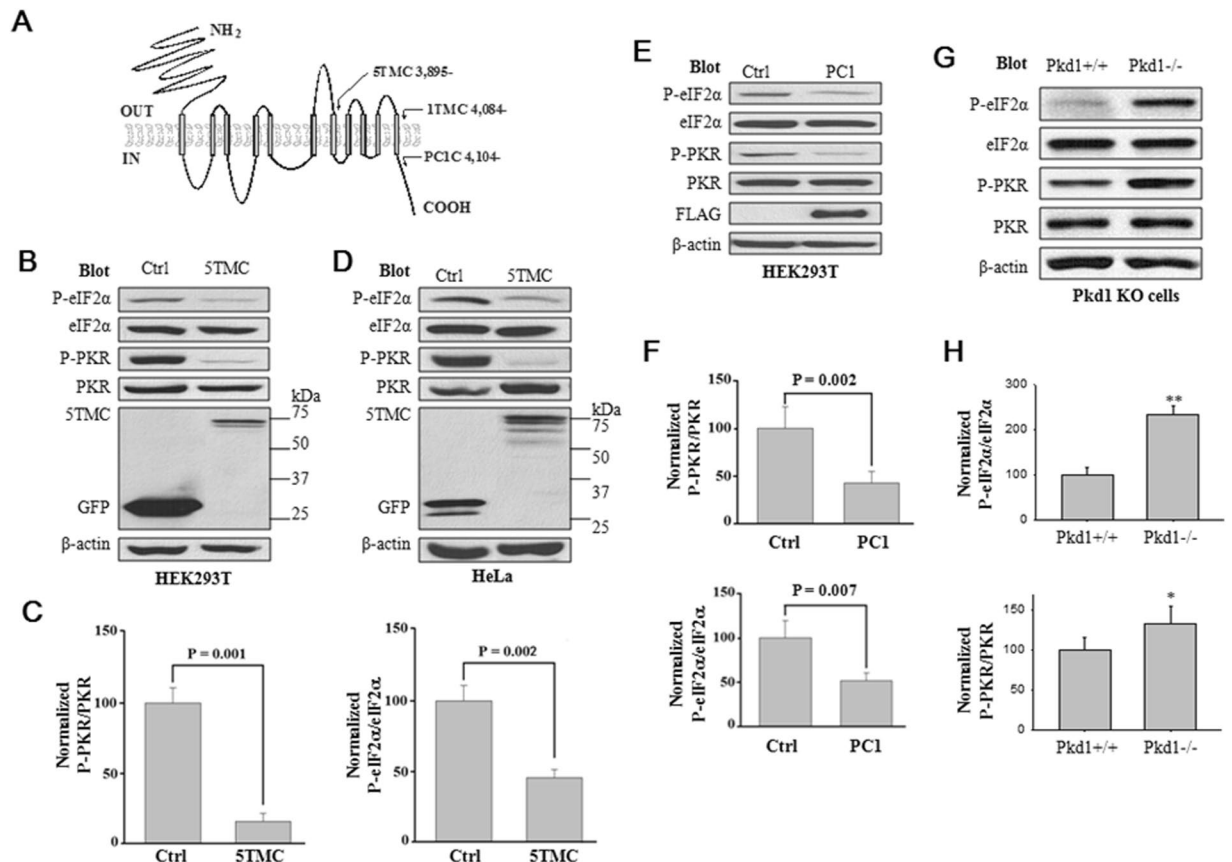 A
NH2
OUT
IN
5TMC 3,895-
1TMC 4,084-
PC1C 4,104-
COOH
B
Blot
Ctrl 5TMC
P-eIF2α
eIF2α
P-PKR
PKR
5TMC
GFP
β-actin
kDa
75
50
37
25
HEK293T
D
Blot
Ctrl 5TMC
P-eIF2α
eIF2α
P-PKR
PKR
5TMC
GFP
β-actin
kDa
75
50
37
25
HeLa
C
Normalized
P-PKR/PKR
150
100
50
0
P = 0.001
Ctrl 5TMC
Normalized
P-eIF2α/eIF2α
150
100
50
0
P = 0.002
Ctrl 5TMC
E
Blot
Ctrl PC1
P-eIF2α
eIF2α
P-PKR
PKR
FLAG
β-actin
HEK293T
F
Normalized
P-PKR/PKR
150
100
50
0
P = 0.002
Ctrl PC1
Normalized
P-eIF2α/eIF2α
150
100
50
0
P = 0.007
Ctrl PC1
G
Blot
Pkd1+/+ Pkd1-/-
P-eIF2α
eIF2α
P-PKR
PKR
β-actin
Pkd1 KO cells
H
Normalized
P-eIF2α/eIF2α
300
200
100
0
**
Pkd1+/+ Pkd1-/-
Normalized
P-PKR/PKR
150
100
50
0
*
Pkd1+/+ Pkd1-/-